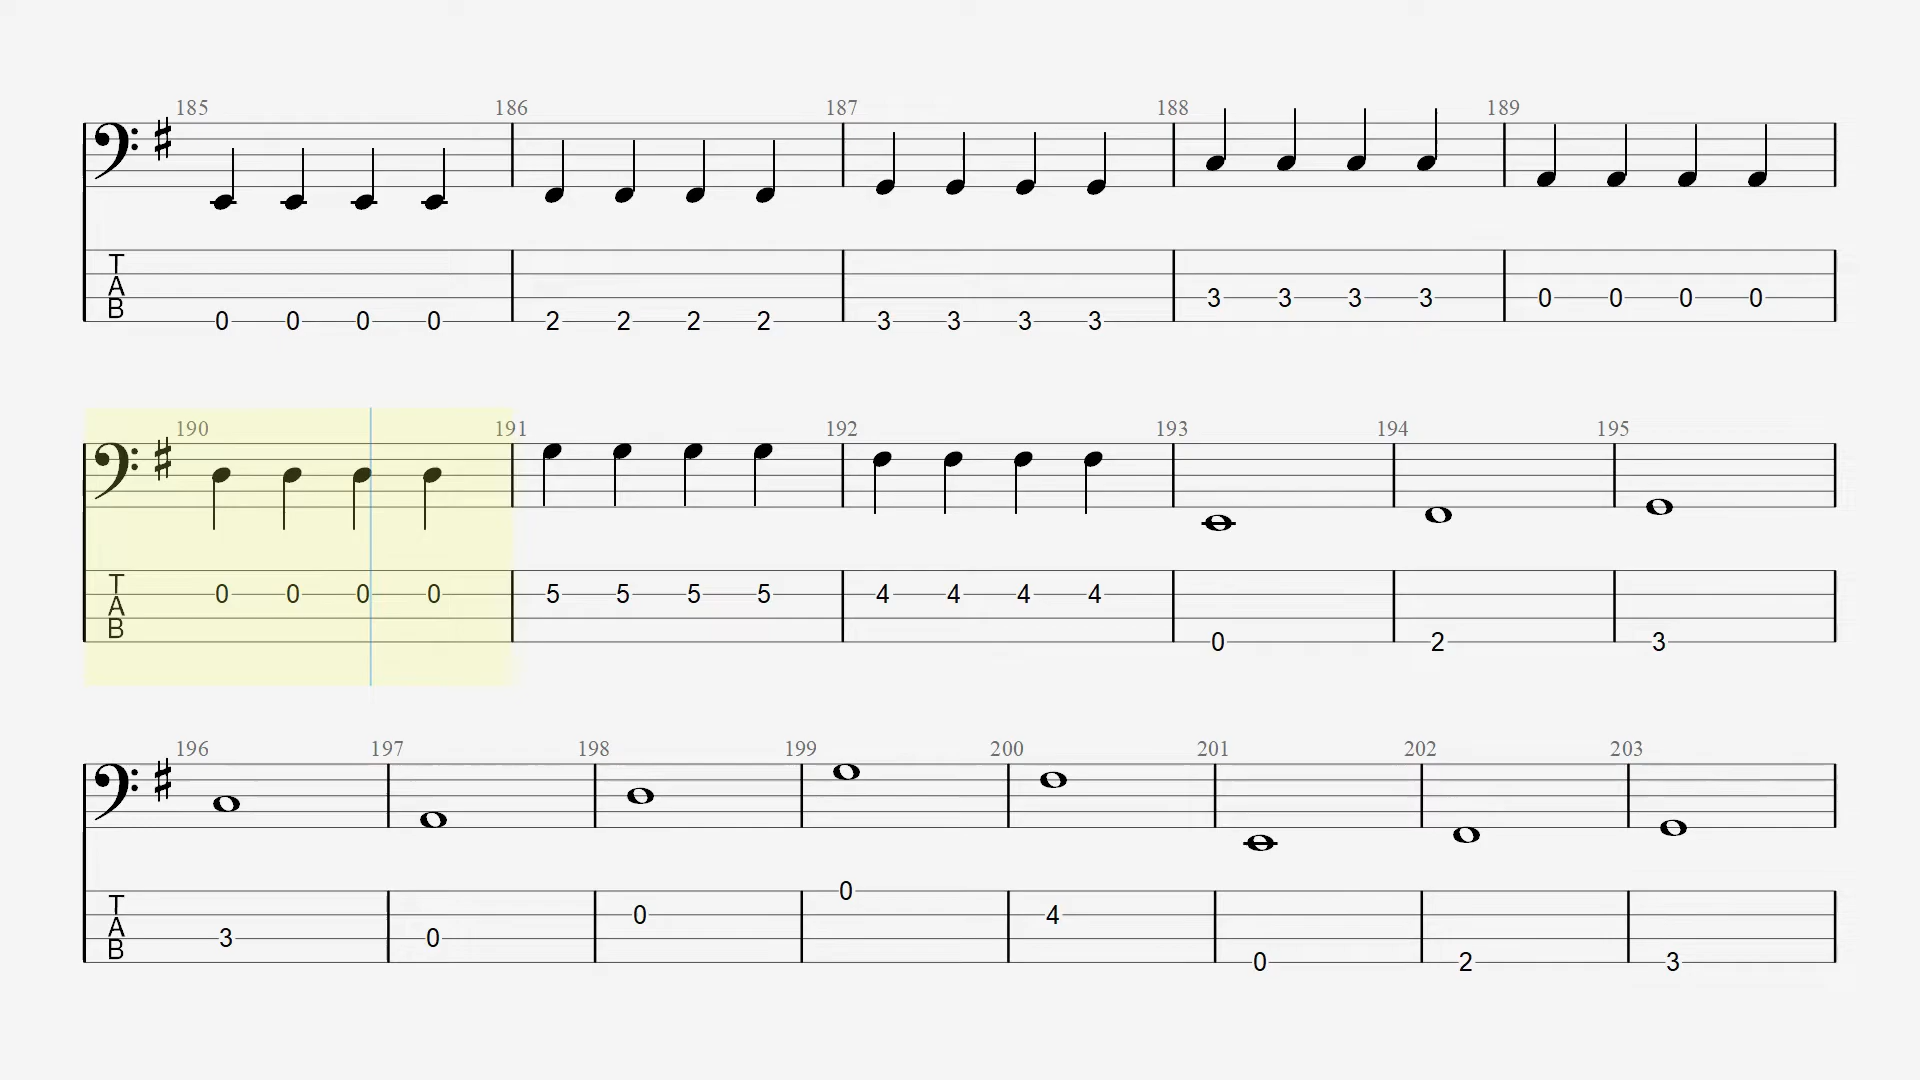 185 186 187 188 189
T
A 3 3 3 3 0 0 0 0
B 0 0 0 0 2 2 2 2 3 3 3 3
190 191 192 193 194 195
T 0 0 0 0 5 5 5 5 4 4 4 4
A
B 0 2 3
196 197 198 199 200 201 202 203
0
T 0 4
A 3 0
B 0 2 3